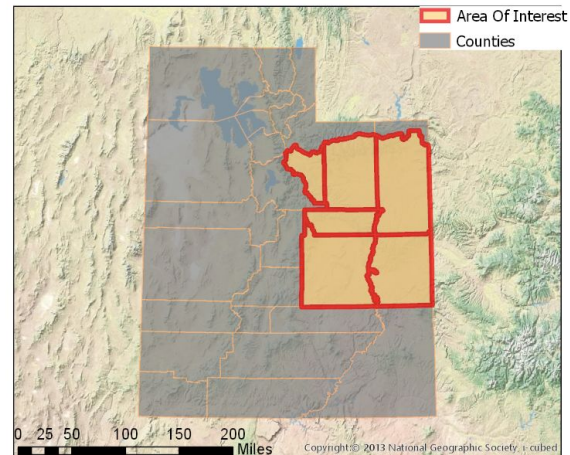 Area Of Interest
Counties
0 25 50 100 150 200
Miles
Copyright:© 2013 National Geographic Society, i-cubed